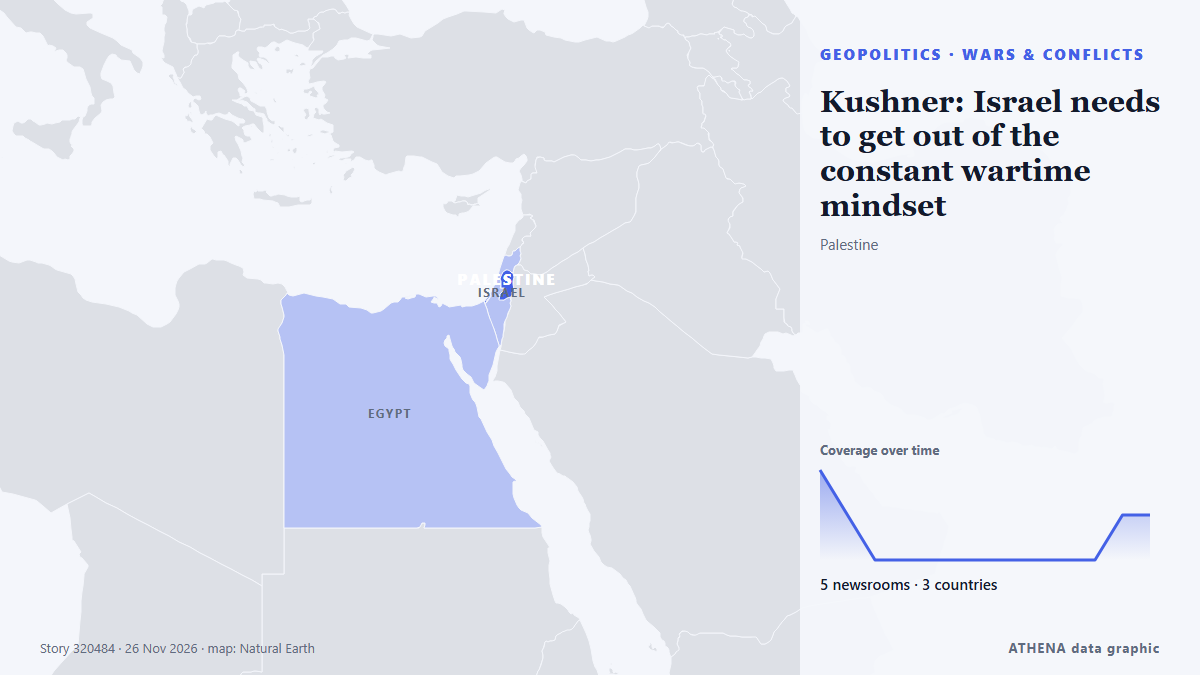 GEOPOLITICS · WARS & CONFLICTS
Kushner: Israel needs
to get out of the
constant wartime
mindset
Palestine
PALESTINE
ISRAEL
EGYPT
Coverage over time
5 newsrooms · 3 countries
Story 320484 · 26 Nov 2026 · map: Natural Earth
ATHENA data graphic